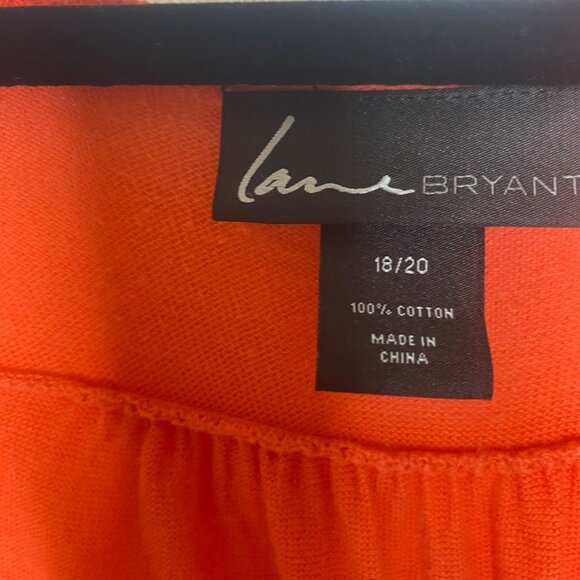 lane BRYANT
18/20
100% COTTON
MADE IN
CHINA